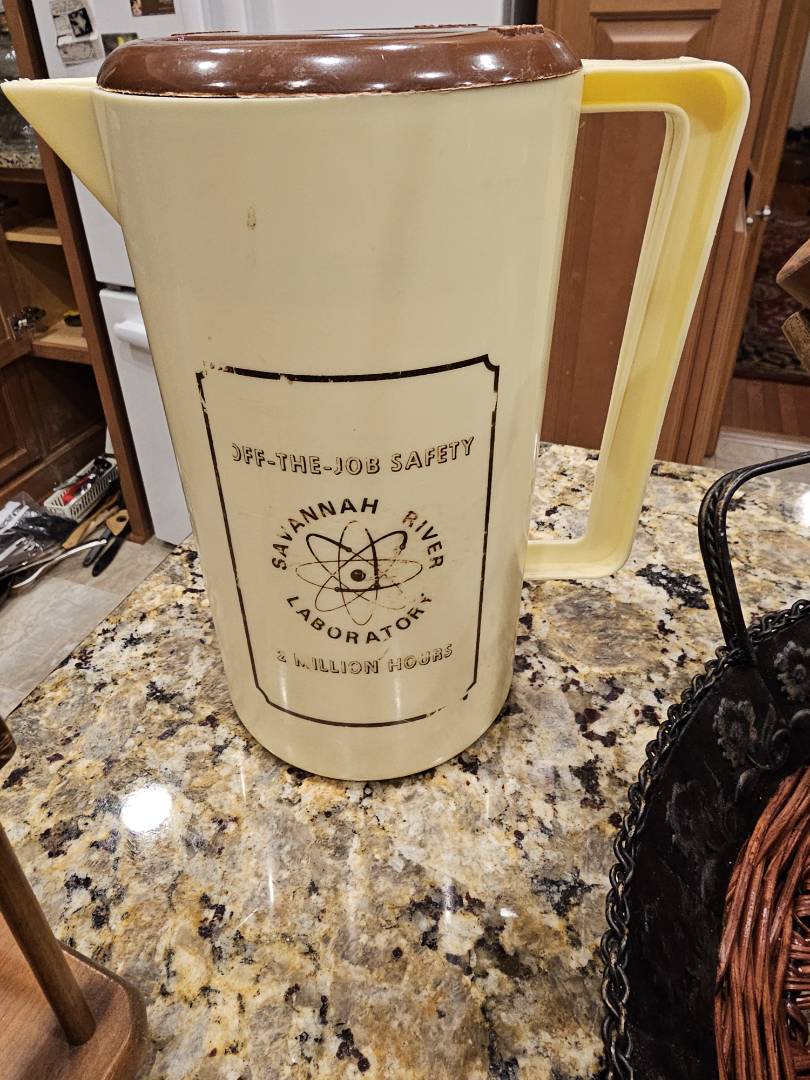 OFF-THE-JOB SAFETY
SAVANNAH RIVER
LABORATORY
2 MILLION HOURS